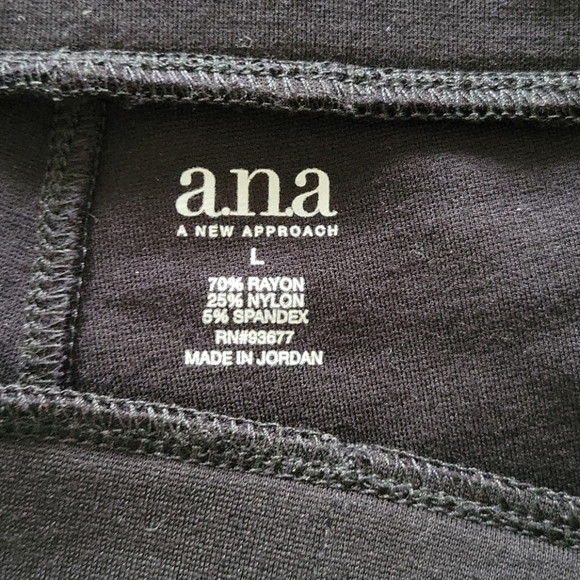 a.n.a
A NEW APPROACH
L
70% RAYON
25% NYLON
5% SPANDEX
RN#93677
MADE IN JORDAN